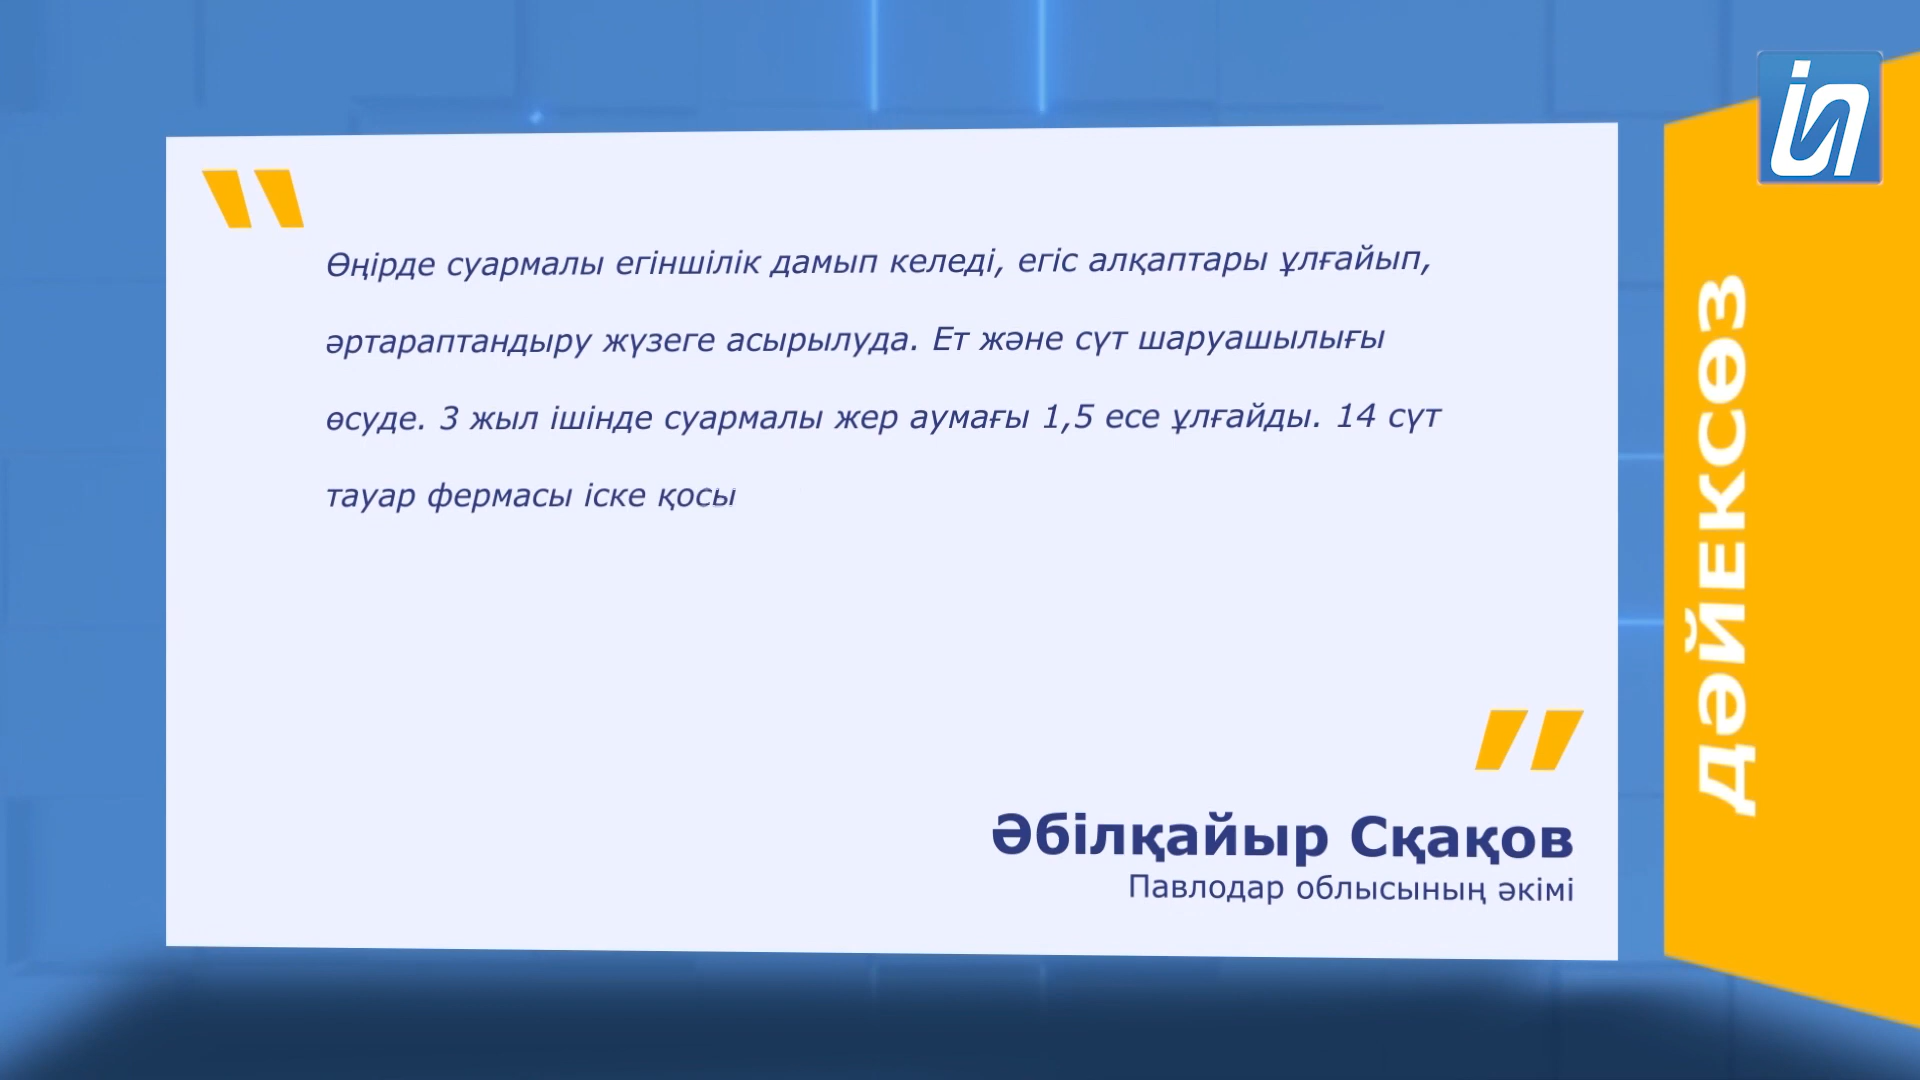 Өңірде суармалы егіншілік дамып келеді, егіс алқаптары ұлғайып,
әртараптандыру жүзеге асырылуда. Ет және сүт шаруашылығы
өсуде. 3 жыл ішінде суармалы жер аумағы 1,5 есе ұлғайды. 14 сүт
тауар фермасы іске қосы
Әбілқайыр Сқақов
Павлодар облысының әкімі
ДӘЙЕКСӨЗ